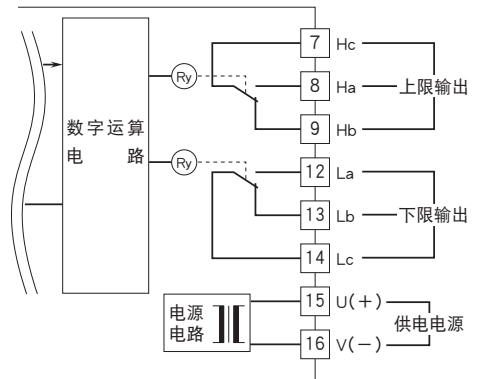 7 Hc
Ry
8 Ha 上限输出
9 Hb
数字运算
电 路
Ry
12 La
13 Lb 下限输出
14 Lc
电源
电路
15 U(+)
供电电源
16 V(−)